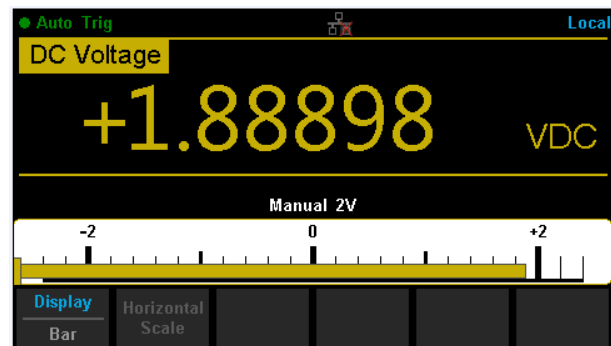 Auto Trig
Local
DC Voltage
+1.88898 VDC
Manual 2V
-2 0 +2
Display
Bar
Horizontal
Scale